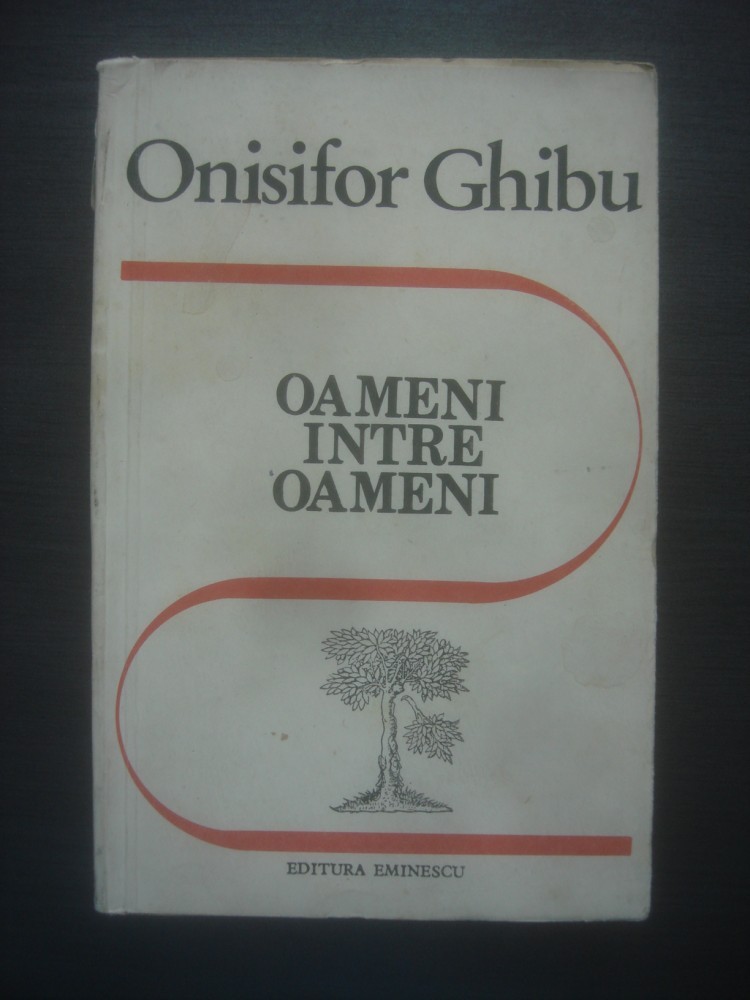 Onisifor Ghibu
OAMENI
INTRE
OAMENI
EDITURA EMINESCU